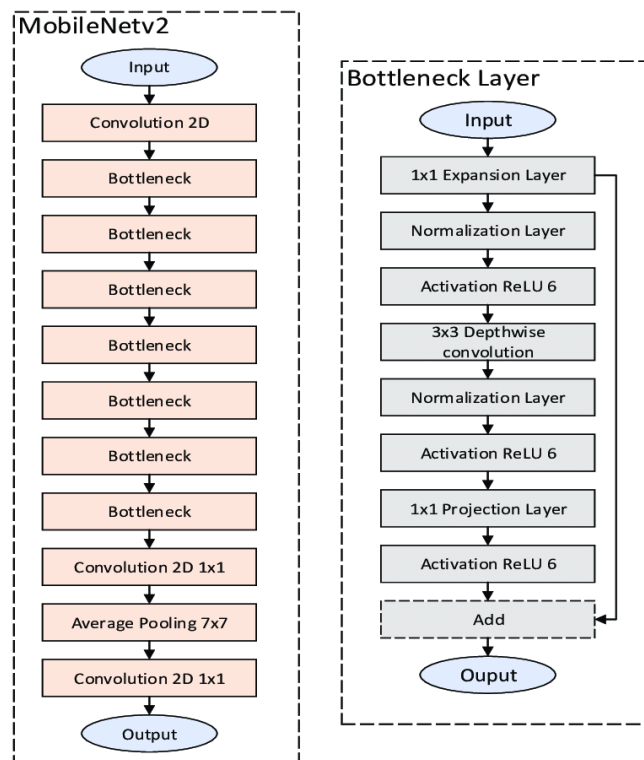 MobileNetv2
Input
Convolution 2D
Bottleneck
Bottleneck
Bottleneck
Bottleneck
Bottleneck
Bottleneck
Bottleneck
Convolution 2D 1x1
Average Pooling 7x7
Convolution 2D 1x1
Output
Bottleneck Layer
Input
1x1 Expansion Layer
Normalization Layer
Activation ReLU 6
3x3 Depthwise
convolution
Normalization Layer
Activation ReLU 6
1x1 Projection Layer
Activation ReLU 6
Add
Ouput